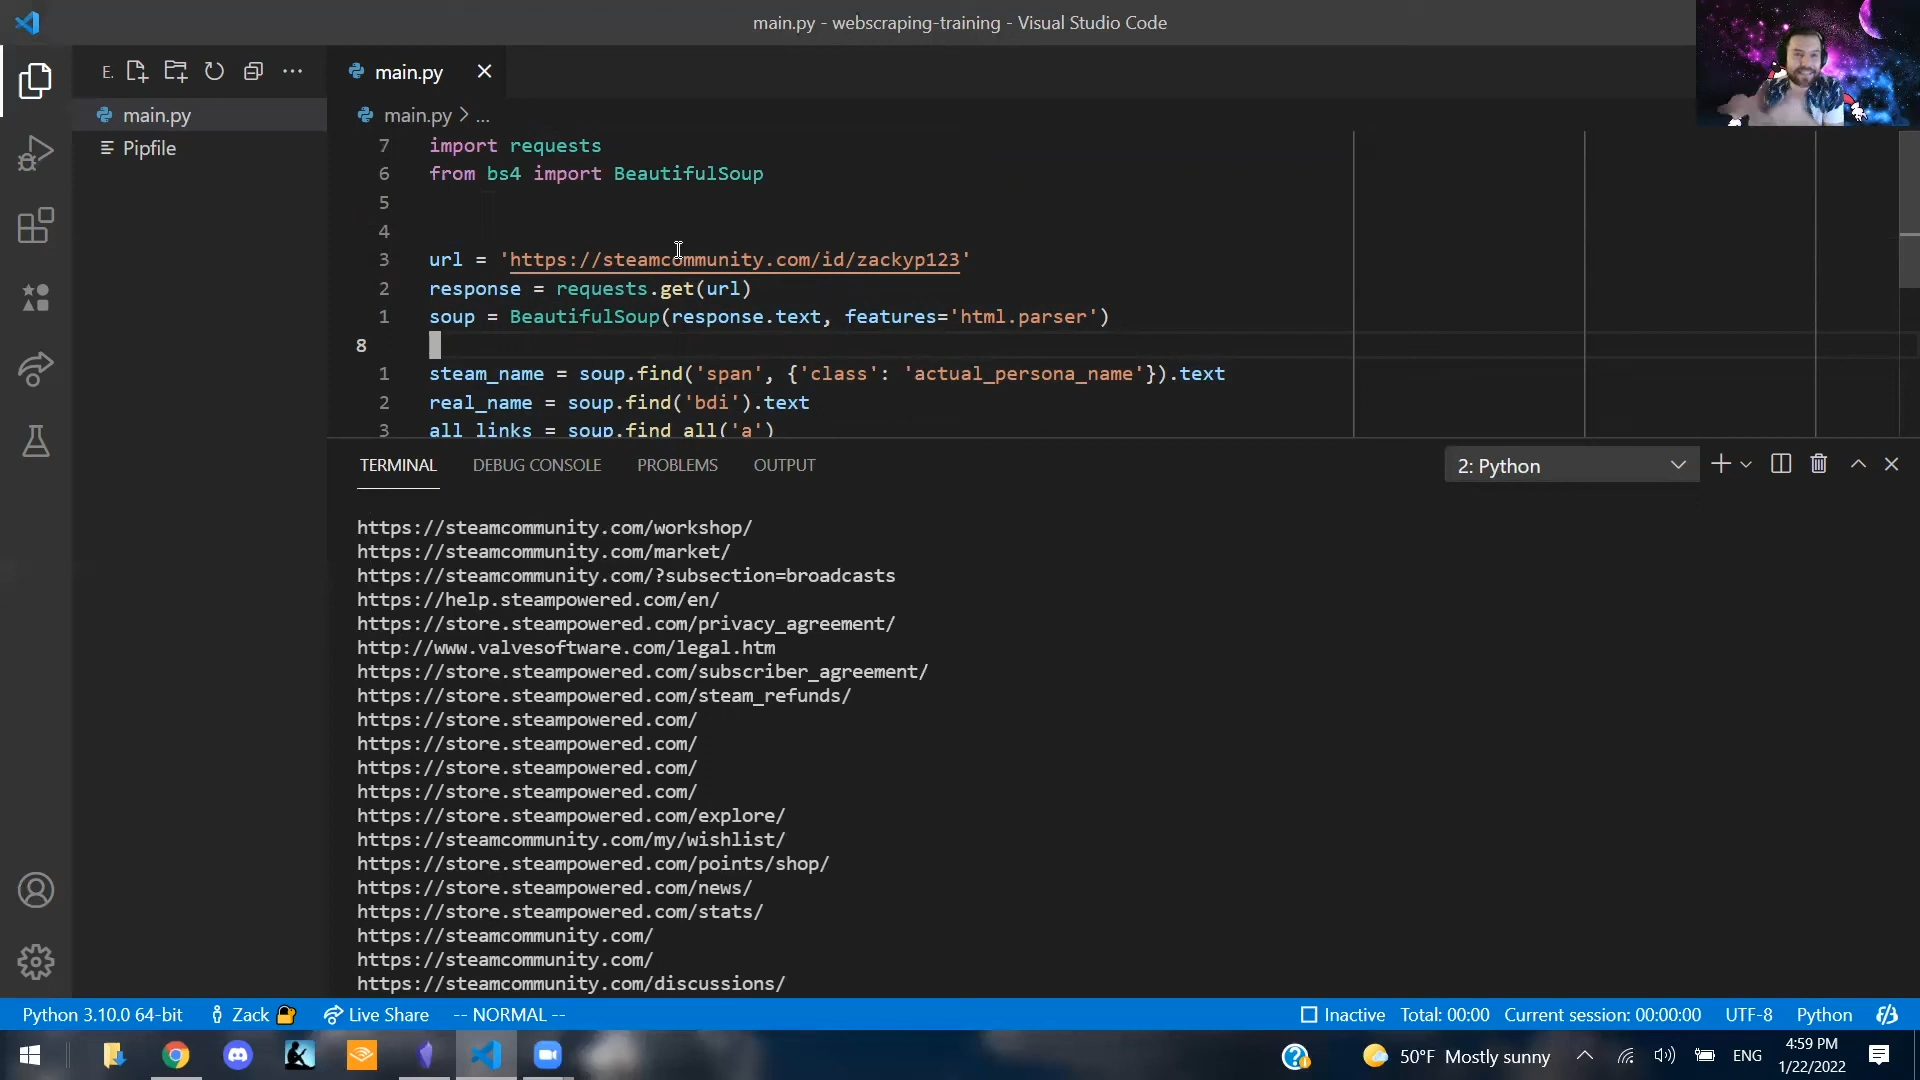 main.py - webscraping-training - Visual Studio Code
E.
main.py
Pipfile
main.py
main.py > ...
7 import requests
6 from bs4 import BeautifulSoup
5
4
3 url = 'https://steamcommunity.com/id/zackyp123'
2 response = requests.get(url)
1 soup = BeautifulSoup(response.text, features='html.parser')
8
1 steam_name = soup.find('span', {'class': 'actual_persona_name'}).text
2 real_name = soup.find('bdi').text
3 all_links = soup.find_all('a')
TERMINAL DEBUG CONSOLE PROBLEMS OUTPUT
2: Python
https://steamcommunity.com/workshop/
https://steamcommunity.com/market/
https://steamcommunity.com/?subsection=broadcasts
https://help.steampowered.com/en/
https://store.steampowered.com/privacy_agreement/
http://www.valvesoftware.com/legal.htm
https://store.steampowered.com/subscriber_agreement/
https://store.steampowered.com/steam_refunds/
https://store.steampowered.com/
https://store.steampowered.com/
https://store.steampowered.com/
https://store.steampowered.com/
https://store.steampowered.com/explore/
https://steamcommunity.com/my/wishlist/
https://store.steampowered.com/points/shop/
https://store.steampowered.com/news/
https://store.steampowered.com/stats/
https://steamcommunity.com/
https://steamcommunity.com/
https://steamcommunity.com/discussions/
Python 3.10.0 64-bit Zack Live Share -- NORMAL -- Inactive Total: 00:00 Current session: 00:00:00 UTF-8 Python
50°F Mostly sunny ENG
4:59 PM
1/22/2022